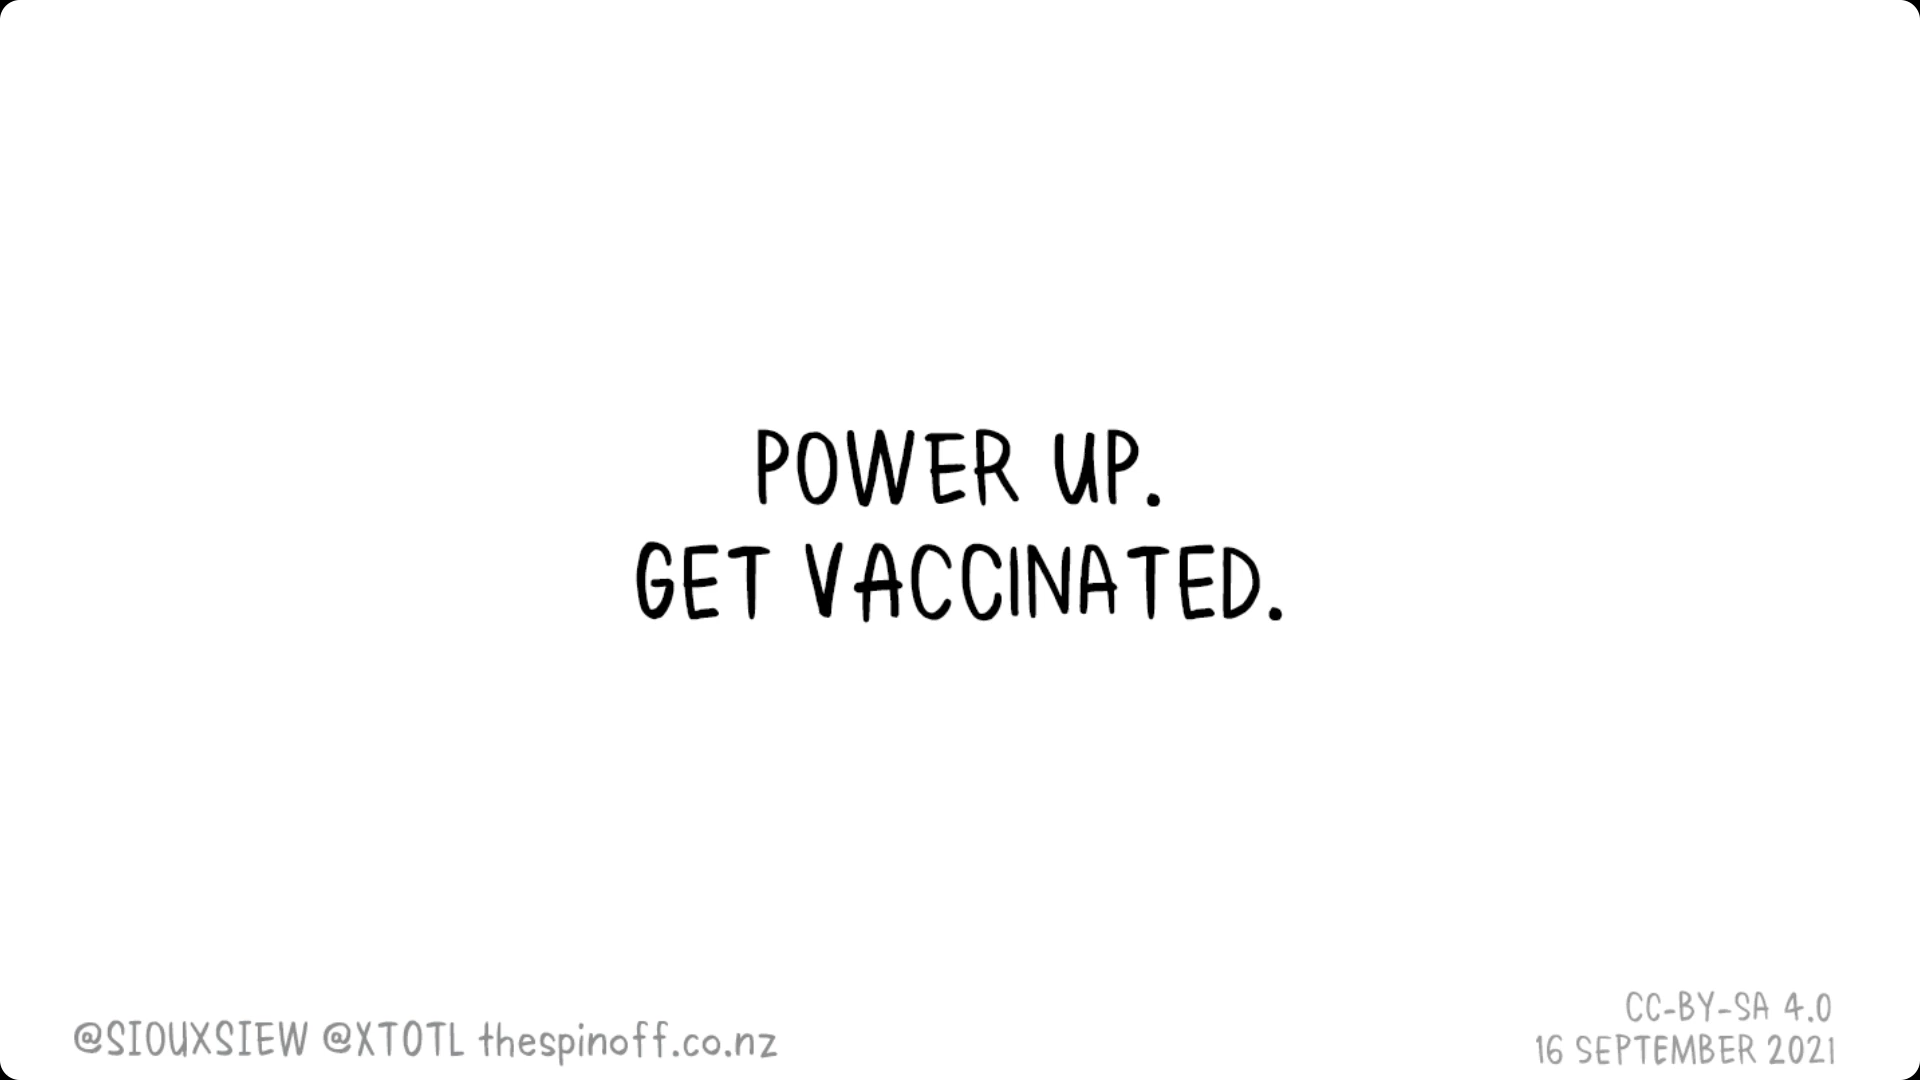 POWER UP.
GET VACCINATED.
@SIOUXSIEW @XTOTL thespinoff.co.nz
CC-BY-SA 4.0
16 SEPTEMBER 2021